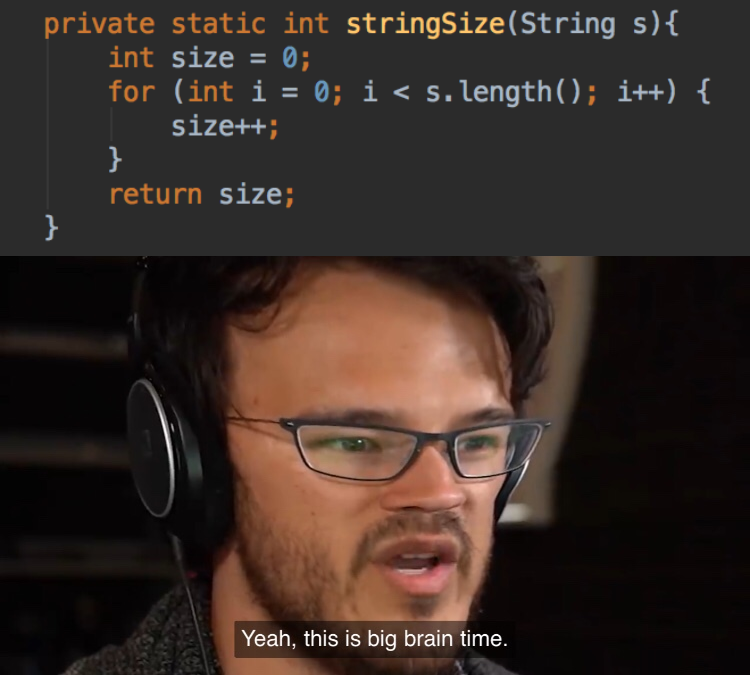 private static int stringSize(String s){
int size = 0;
for (int i = 0; i < s.length(); i++) {
size++;
}
return size;
}
Yeah, this is big brain time.